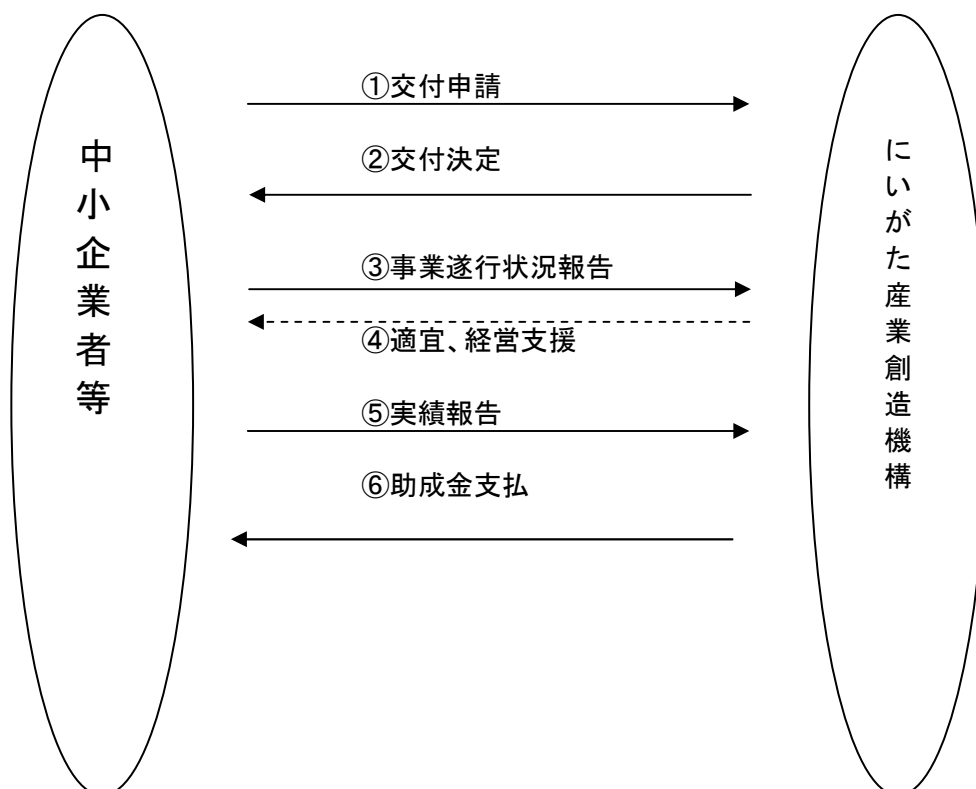 中小企業者等
①交付申請
②交付決定
③事業遂行状況報告
④適宜、経営支援
⑤実績報告
⑥助成金支払
にいがた産業創造機構